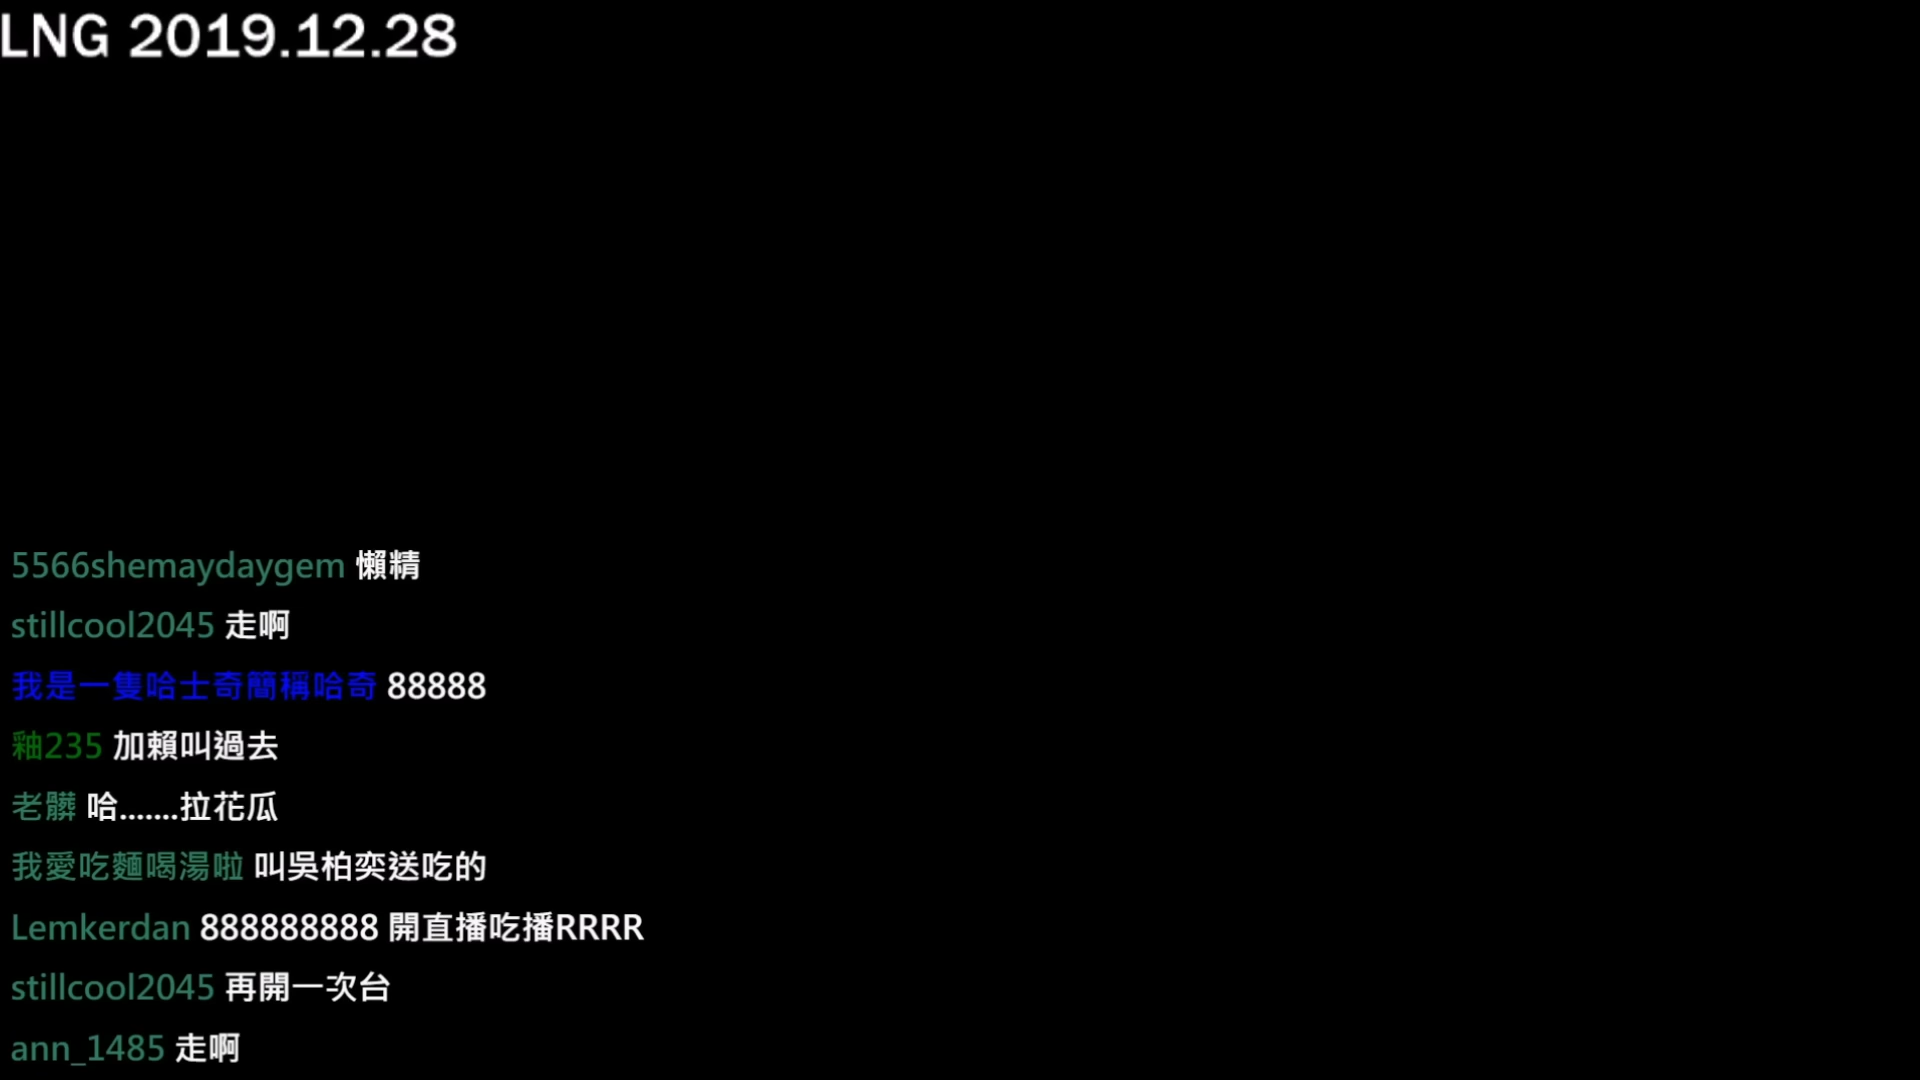 LNG 2019.12.28
5566shemaydaygem 懶精
stillcool2045 走啊
我是一隻哈士奇簡稱哈奇 88888
釉235 加賴叫過去
老髒 哈.......拉花瓜
我愛吃麵喝湯啦 叫吳柏奕送吃的
Lemkerdan 888888888 開直播吃播RRRR
stillcool2045 再開一次台
ann_1485 走啊